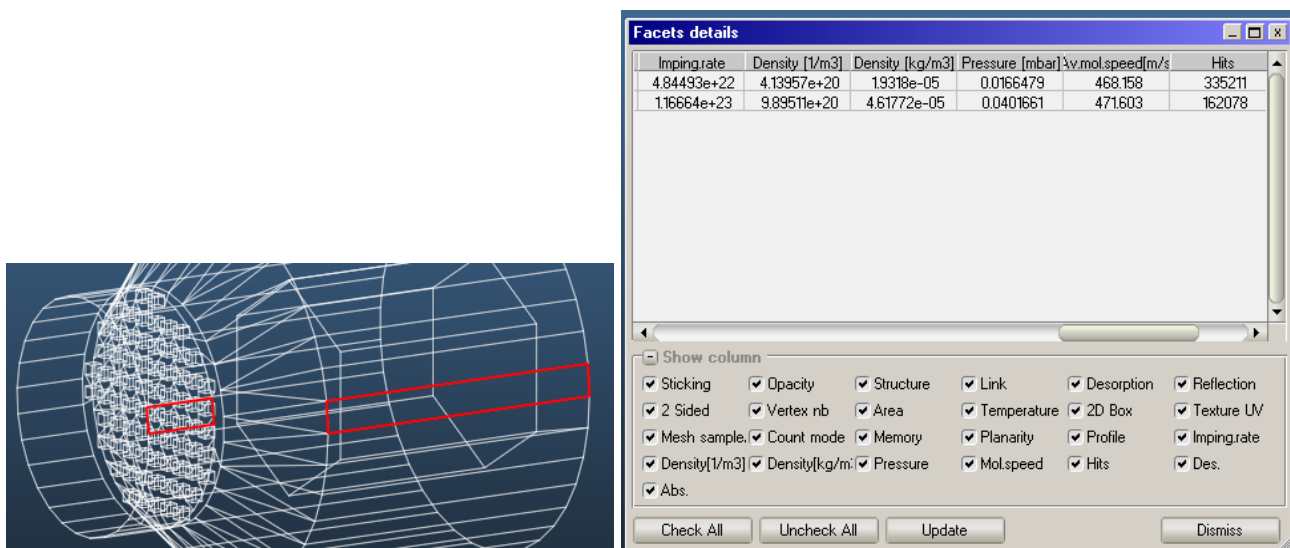 Facets details
Imping.rate Density [1/m3] Density [kg/m3] Pressure [mbar] \v.mol.speed[m/s Hits
4.84493e+22 4.13957e+20 1.9318e-05 0.0166479 468.158 335211
1.16664e+23 9.89511e+20 4.61772e-05 0.0401661 471.603 162078
Show column
Sticking Opacity Structure Link Desorption Reflection
2 Sided Vertex nb Area Temperature 2D Box Texture UV
Mesh sample. Count mode Memory Planarity Profile Imping.rate
Density[1/m3] Density[kg/m: Pressure Mol.speed Hits Des.
Abs.
Check All Uncheck All Update Dismiss